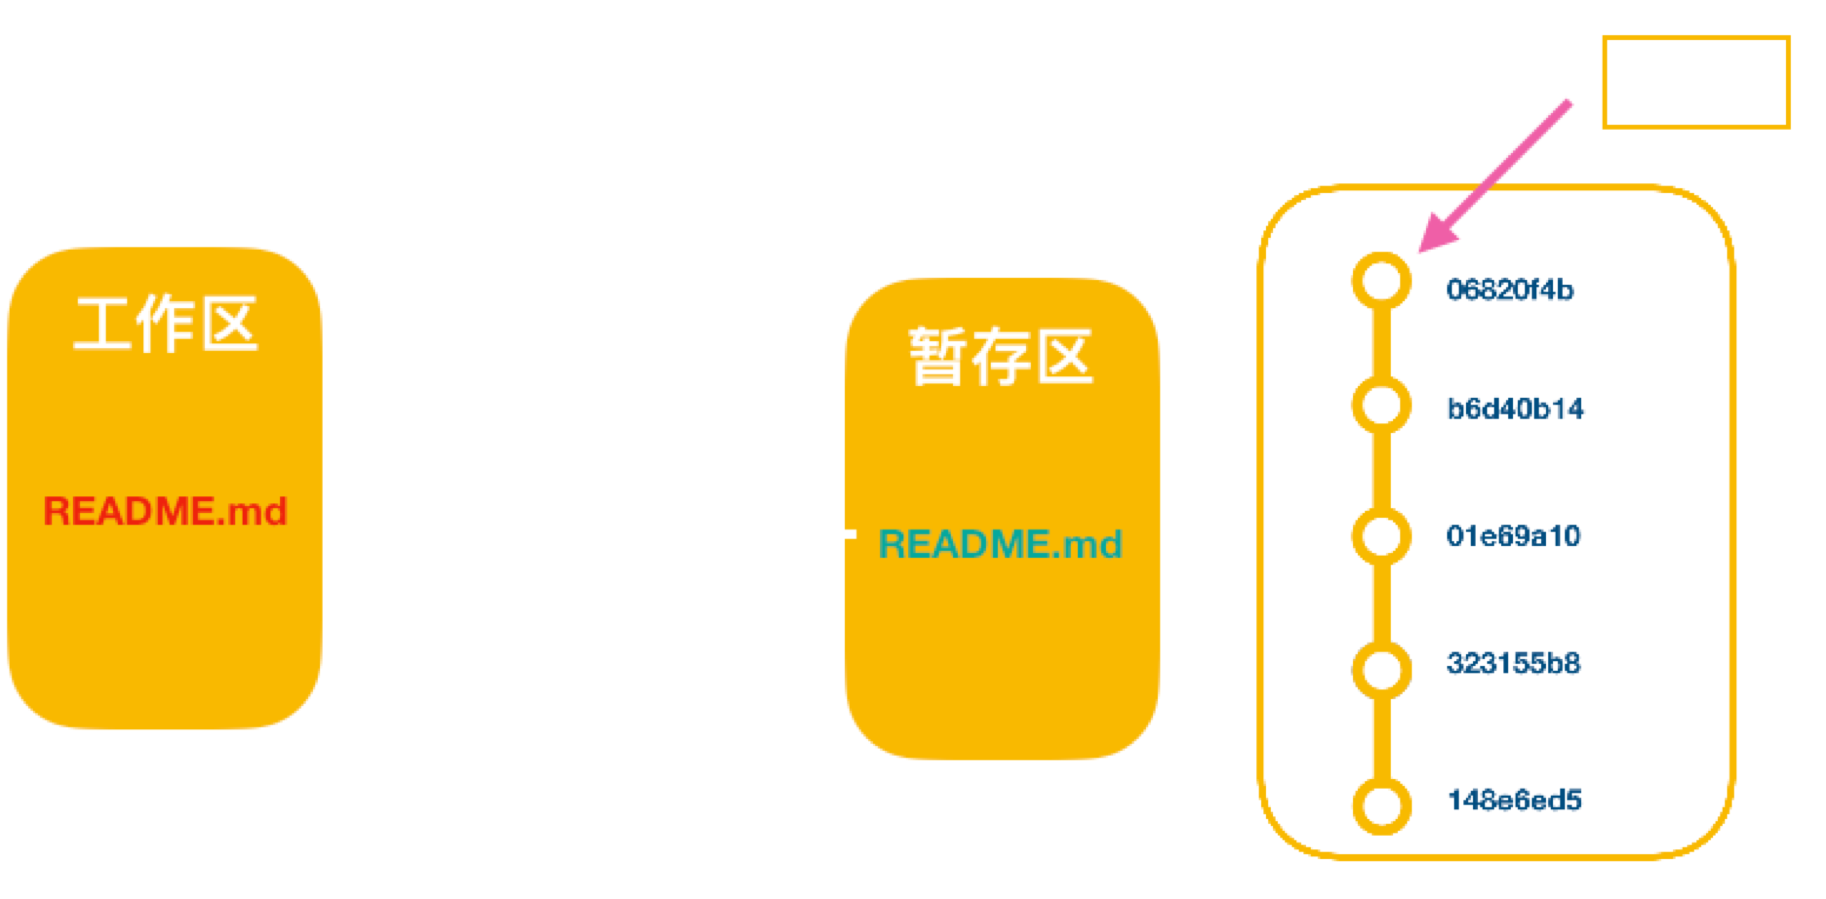 工作区
README.md
暂存区
README.md
06820f4b
b6d40b14
01e69a10
323155b8
148e6ed5